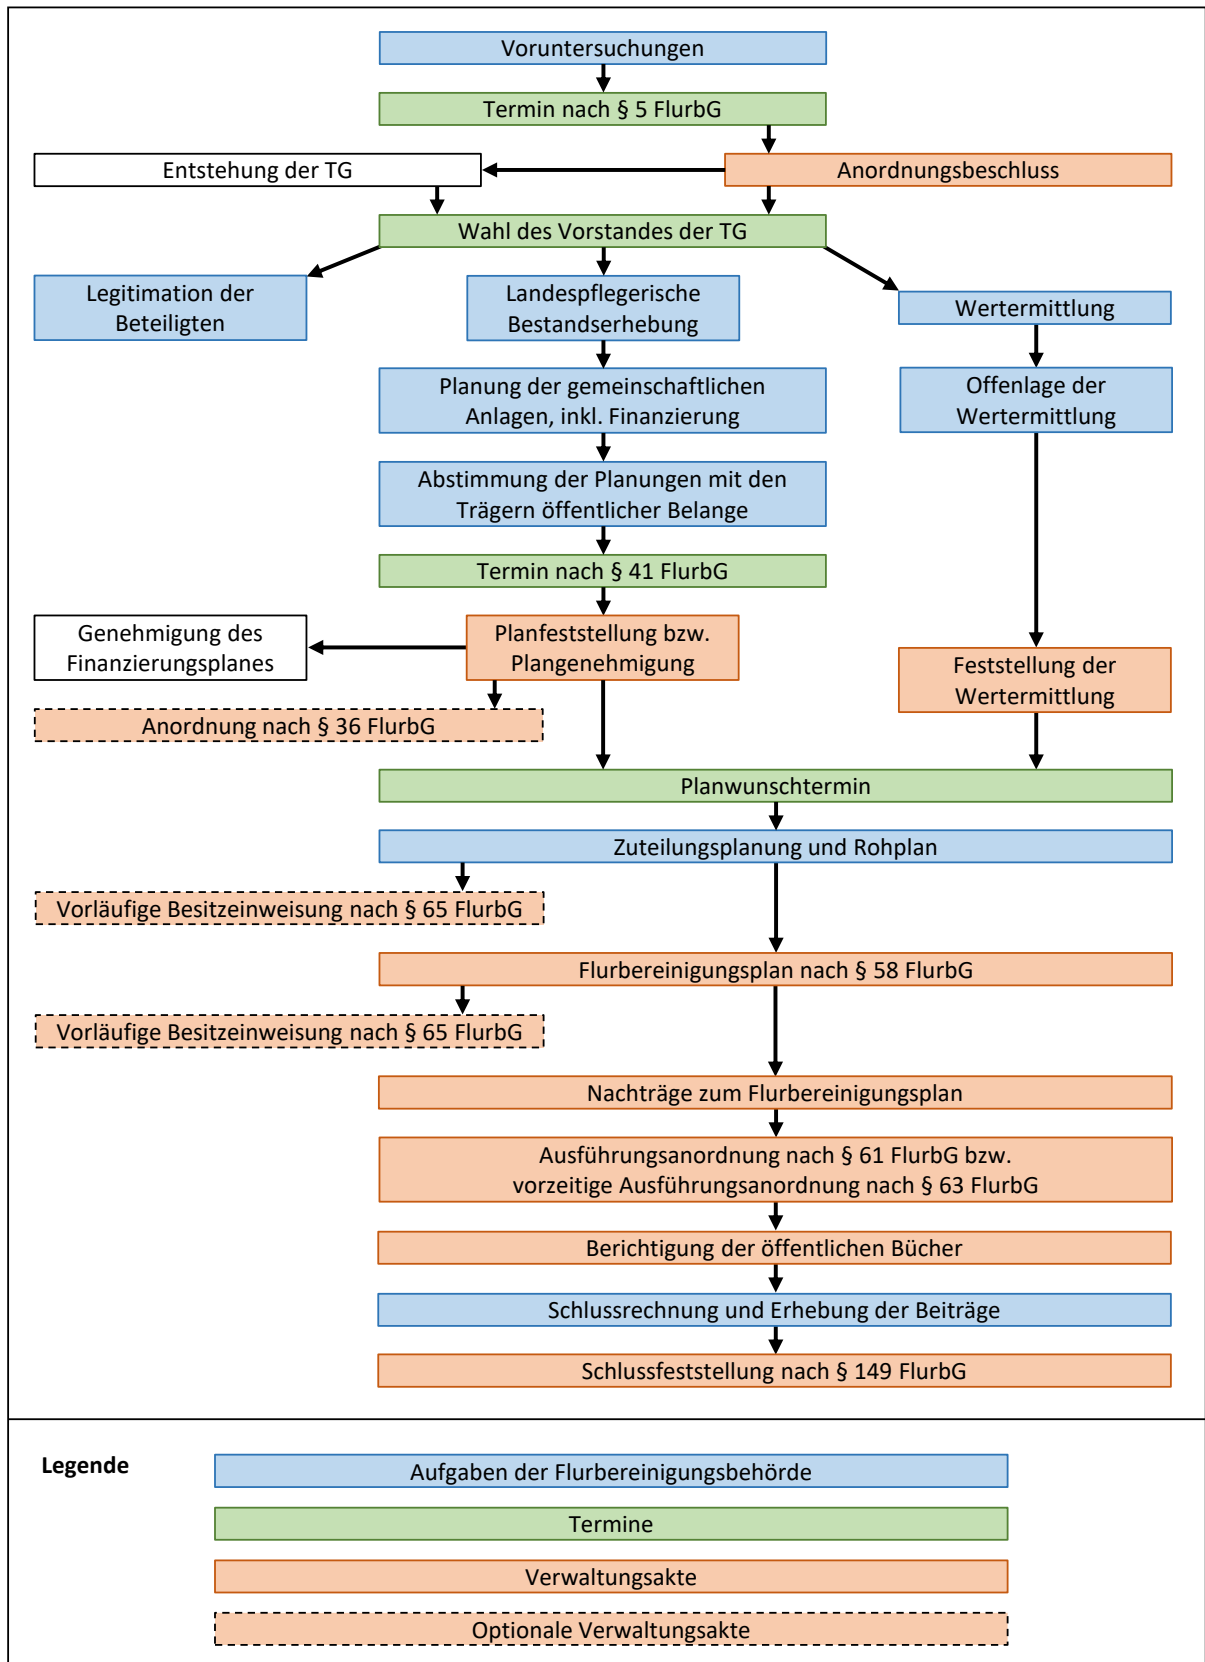 Voruntersuchungen
Termin nach § 5 FlurbG
Entstehung der TG
Anordnungsbeschluss
Wahl des Vorstandes der TG
Legitimation der
Beteiligten
Landespflegerische
Bestandserhebung
Wertermittlung
Planung der gemeinschaftlichen
Anlagen, inkl. Finanzierung
Offenlage der
Wertermittlung
Abstimmung der Planungen mit den
Trägern öffentlicher Belange
Termin nach § 41 FlurbG
Genehmigung des
Finanzierungsplanes
Planfeststellung bzw.
Plangenehmigung
Feststellung der
Wertermittlung
Anordnung nach § 36 FlurbG
Planwunschtermin
Zuteilungsplanung und Rohplan
Vorläufige Besitzeinweisung nach § 65 FlurbG
Flurbereinigungsplan nach § 58 FlurbG
Vorläufige Besitzeinweisung nach § 65 FlurbG
Nachträge zum Flurbereinigungsplan
Ausführungsanordnung nach § 61 FlurbG bzw.
vorzeitige Ausführungsanordnung nach § 63 FlurbG
Berichtigung der öffentlichen Bücher
Schlussrechnung und Erhebung der Beiträge
Schlussfeststellung nach § 149 FlurbG
Legende
Aufgaben der Flurbereinigungsbehörde
Termine
Verwaltungsakte
Optionale Verwaltungsakte